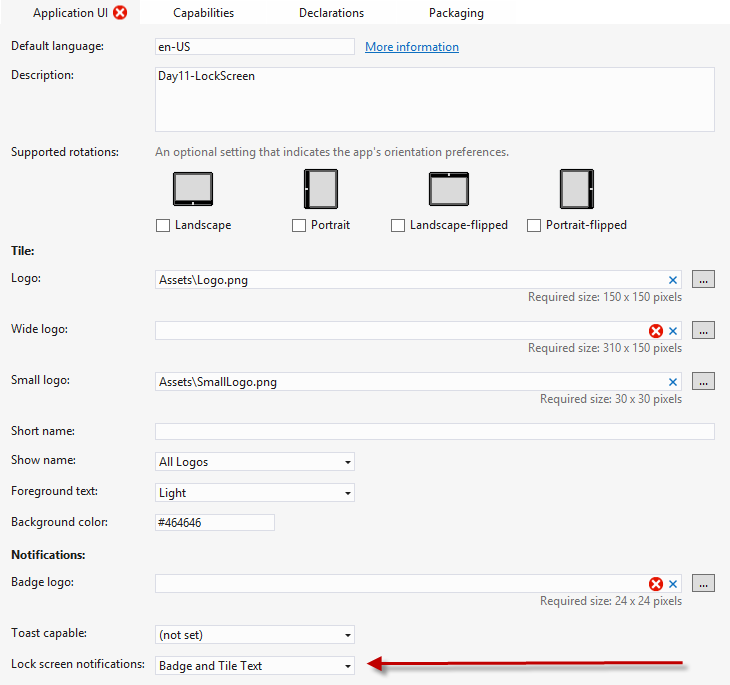 Application UI Capabilities Declarations Packaging
Default language: en-US More information
Description: Day11-LockScreen
Supported rotations: An optional setting that indicates the app's orientation preferences.
Landscape Portrait Landscape-flipped Portrait-flipped
Tile:
Logo: Assets\Logo.png ...
Required size: 150 x 150 pixels
Wide logo: ...
Required size: 310 x 150 pixels
Small logo: Assets\SmallLogo.png ...
Required size: 30 x 30 pixels
Short name:
Show name: All Logos
Foreground text: Light
Background color: #464646
Notifications:
Badge logo: ...
Required size: 24 x 24 pixels
Toast capable: (not set)
Lock screen notifications: Badge and Tile Text